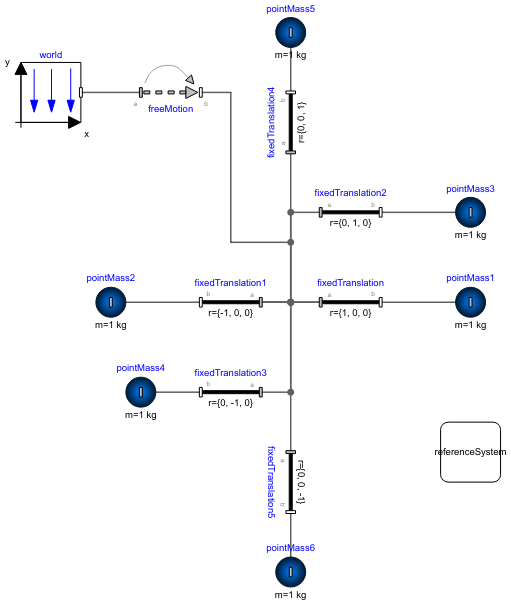 pointMass5
m=1 kg
world
y
x
a
b
freeMotion
fixedTranslation4
b
a
r={0, 0, 1}
fixedTranslation2
a
b
r={0, 1, 0}
pointMass3
m=1 kg
pointMass2
m=1 kg
fixedTranslation1
b
a
r={-1, 0, 0}
fixedTranslation
a
b
r={1, 0, 0}
pointMass1
m=1 kg
pointMass4
m=1 kg
fixedTranslation3
b
a
r={0, -1, 0}
fixedTranslation5
a
b
r={0, 0, -1}
referenceSystem
pointMass6
m=1 kg